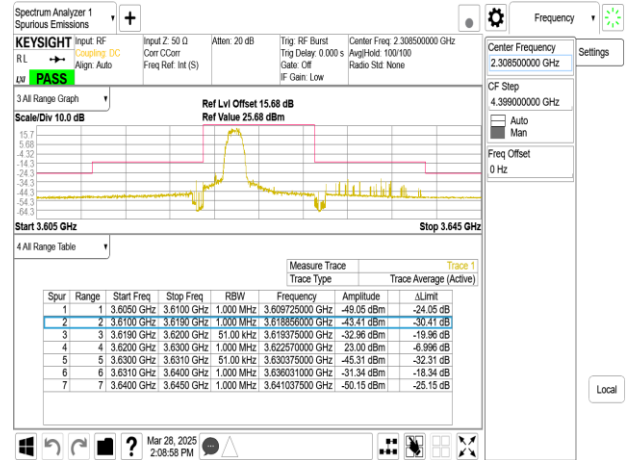 Spectrum Analyzer 1
Spurious Emissions
Frequency
KEYSIGHT
Input: RF
Coupling: DC
Align: Auto
Input Z: 50 Ω
Corr CCorr
Freq Ref: Int (S)
Atten: 20 dB
Trig: RF Burst
Trig Delay: 0.000 s
Gate: Off
IF Gain: Low
Center Freq: 2.308500000 GHz
Avg|Hold: 100/100
Radio Std: None
RL
LXI
PASS
Center Frequency
2.308500000 GHz
Settings
CF Step
4.399000000 GHz
Auto
Man
Freq Offset
0 Hz
Local
3 All Range Graph
Ref Lvl Offset 15.68 dB
Scale/Div 10.0 dB
Ref Value 25.68 dBm
15.7
5.68
-4.32
-14.3
-24.3
-34.3
-44.3
-54.3
-64.3
Start 3.605 GHz
Stop 3.645 GHz
4 All Range Table
Measure Trace Trace 1
Trace Type Trace Average (Active)
Spur Range Start Freq Stop Freq RBW Frequency Amplitude ΔLimit
1 1 3.6050 GHz 3.6100 GHz 1.000 MHz 3.609725000 GHz -49.05 dBm -24.05 dB
2 2 3.6100 GHz 3.6190 GHz 1.000 MHz 3.618856000 GHz -43.41 dBm -30.41 dB
3 3 3.6190 GHz 3.6200 GHz 51.00 kHz 3.619375000 GHz -32.96 dBm -19.96 dB
4 4 3.6200 GHz 3.6300 GHz 1.000 MHz 3.622570000 GHz 23.00 dBm -6.996 dB
5 5 3.6300 GHz 3.6310 GHz 51.00 kHz 3.630375000 GHz -45.31 dBm -32.31 dB
6 6 3.6310 GHz 3.6400 GHz 1.000 MHz 3.636031000 GHz -31.34 dBm -18.34 dB
7 7 3.6400 GHz 3.6450 GHz 1.000 MHz 3.641037500 GHz -50.15 dBm -25.15 dB
Mar 28, 2025
2:08:58 PM